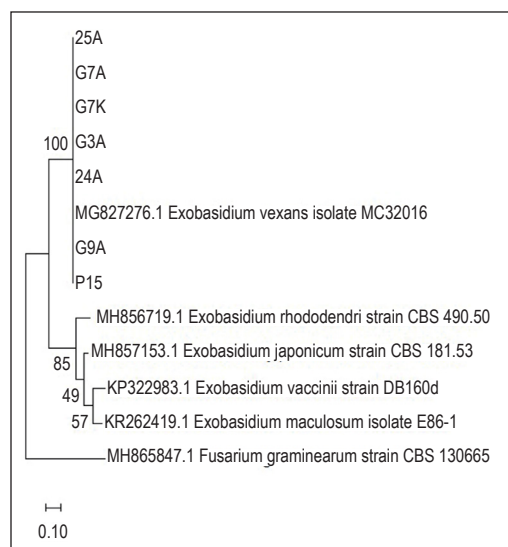 25A
G7A
G7K
100
G3A
24A
MG827276.1 Exobasidium vexans isolate MC32016
G9A
P15
MH856719.1 Exobasidium rhododendri strain CBS 490.50
85
MH857153.1 Exobasidium japonicum strain CBS 181.53
49
KP322983.1 Exobasidium vaccinii strain DB160d
57
KR262419.1 Exobasidium maculosum isolate E86-1
MH865847.1 Fusarium graminearum strain CBS 130665
0.10